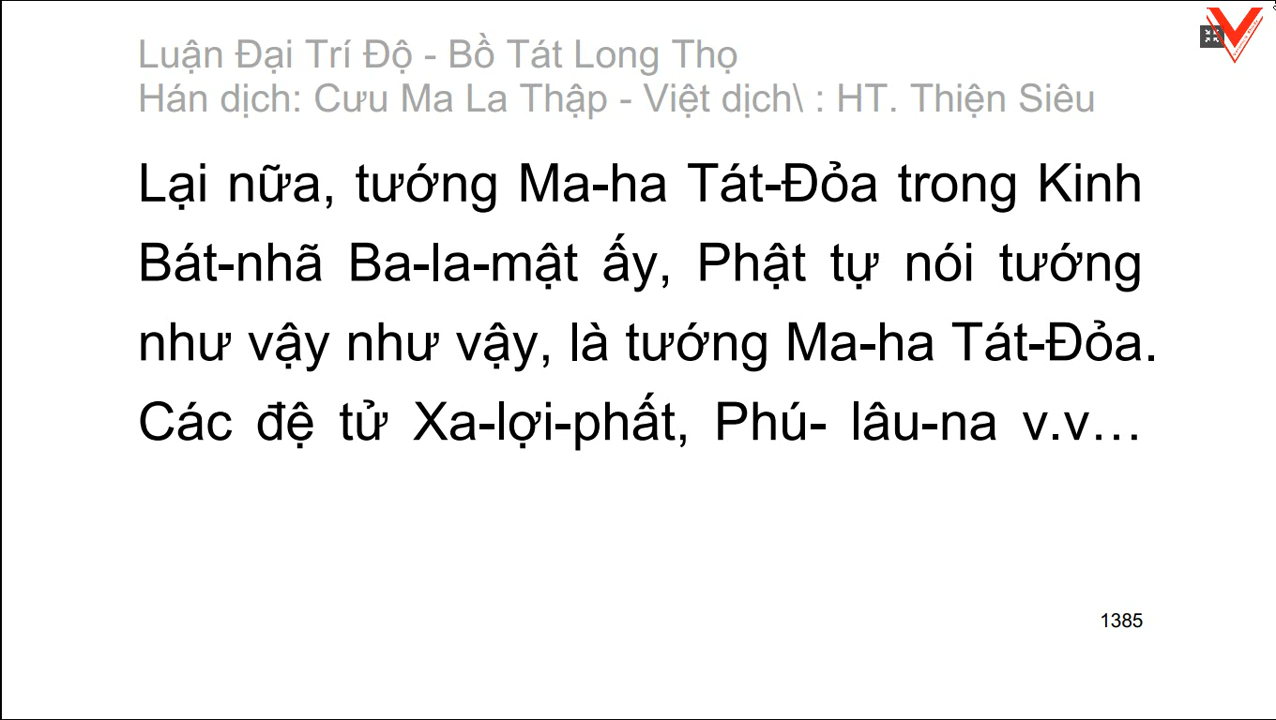 Luận Đại Trí Độ - Bồ Tát Long Thọ
Hán dịch: Cưu Ma La Thập - Việt dịch\ : HT. Thiện Siêu
Lại nữa, tướng Ma-ha Tát-Đỏa trong Kinh
Bát-nhã Ba-la-mật ấy, Phật tự nói tướng
như vậy như vậy, là tướng Ma-ha Tát-Đỏa.
Các đệ tử Xa-lợi-phất, Phú- lâu-na v.v…
1385